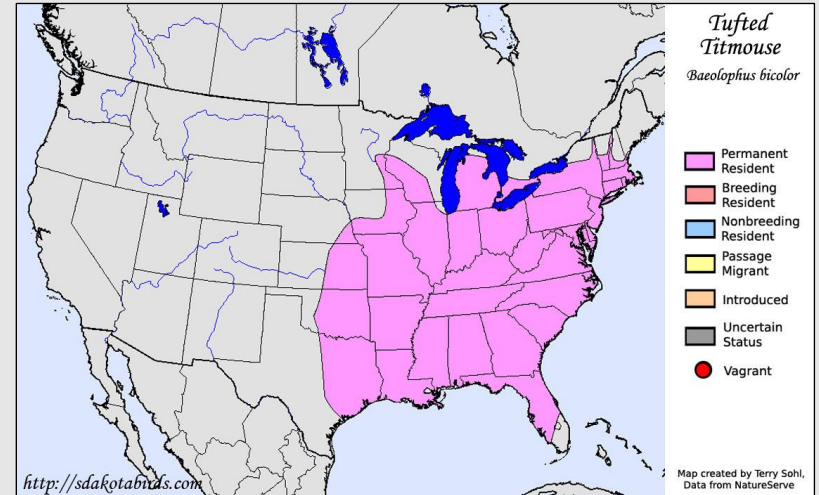 Tufted
Titmouse
Baeolophus bicolor
Permanent
Resident
Breeding
Resident
Nonbreeding
Resident
Passage
Migrant
Introduced
Uncertain
Status
Vagrant
Map created by Terry Sohl,
Data from NatureServe
http://sdakotabirds.com